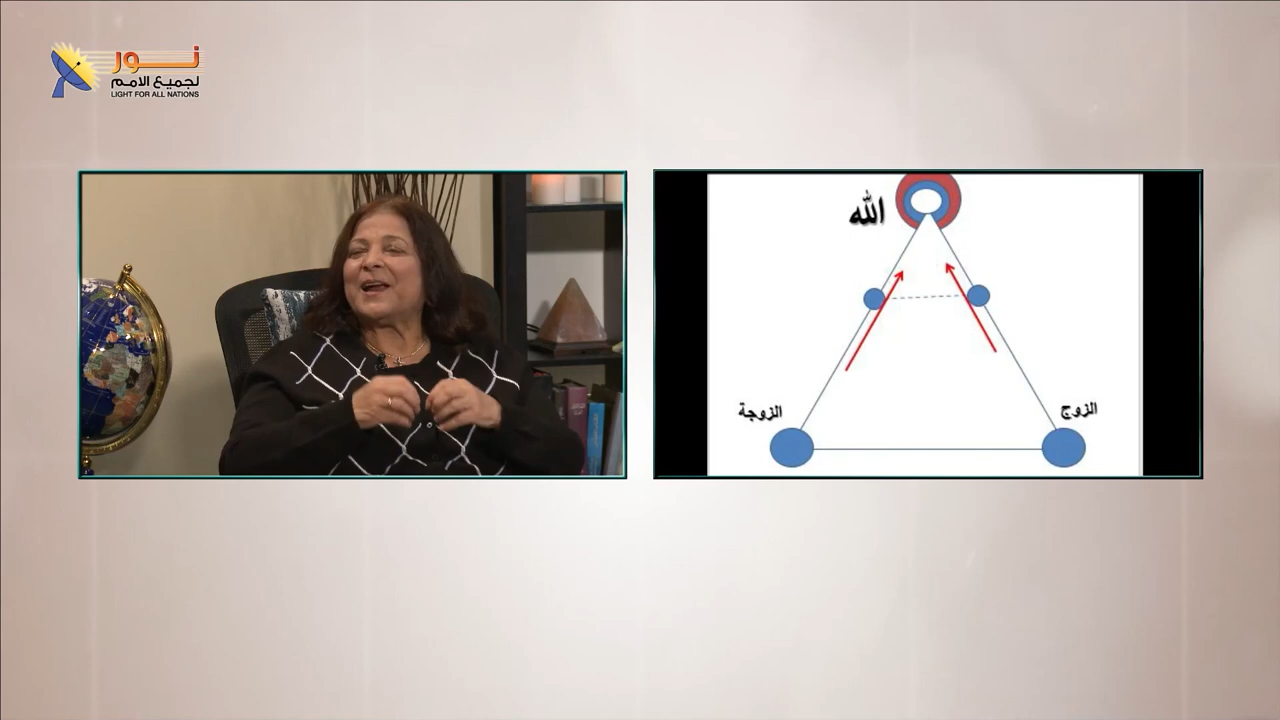 نور
لجميع الامم
LIGHT FOR ALL NATIONS
الله
الزوجة
الزوج